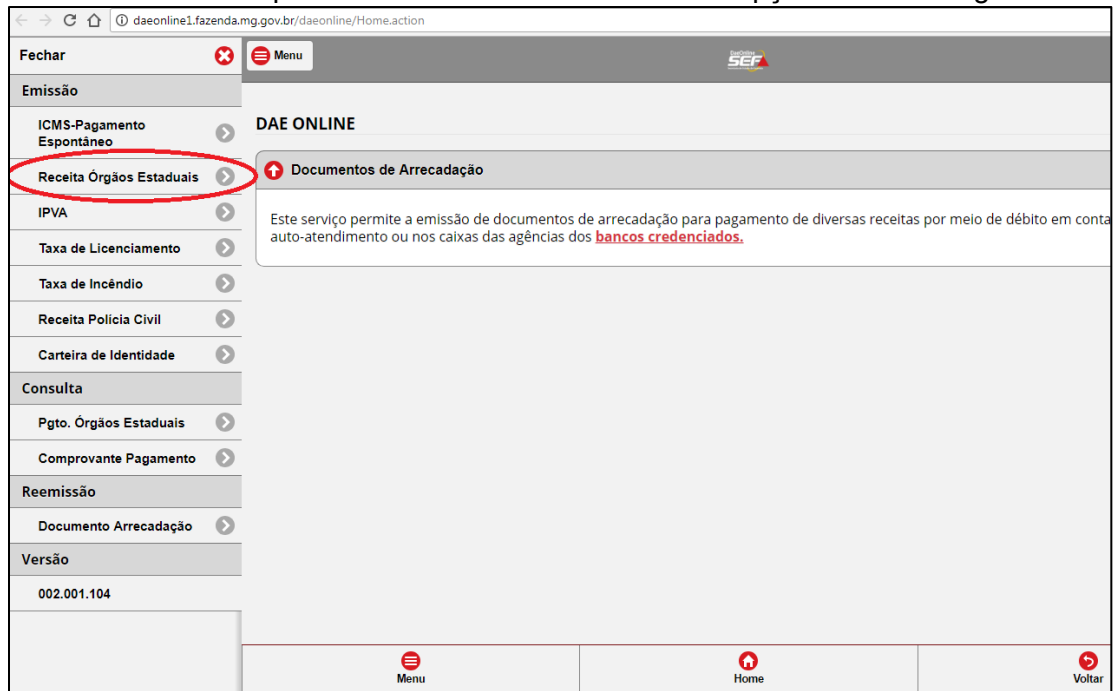 daeonline1.fazenda.mg.gov.br/daeonline/Home.action
Fechar
Menu
DaeOnline
SEF
Emissão
ICMS-Pagamento
Espontâneo
Receita Órgãos Estaduais
IPVA
Taxa de Licenciamento
Taxa de Incêndio
Receita Polícia Civil
Carteira de Identidade
Consulta
Pgto. Órgãos Estaduais
Comprovante Pagamento
Reemissão
Documento Arrecadação
Versão
002.001.104
DAE ONLINE
Documentos de Arrecadação
Este serviço permite a emissão de documentos de arrecadação para pagamento de diversas receitas por meio de débito em conta
auto-atendimento ou nos caixas das agências dos bancos credenciados.
Menu
Home
Voltar